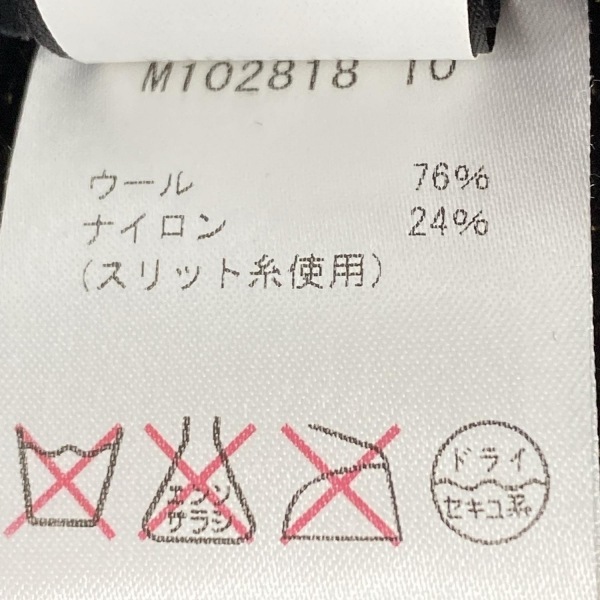 M102818 10
ウール 76%
ナイロン 24%
(スリット糸使用)
エンソ
サラシ
ドライ
セキユ系